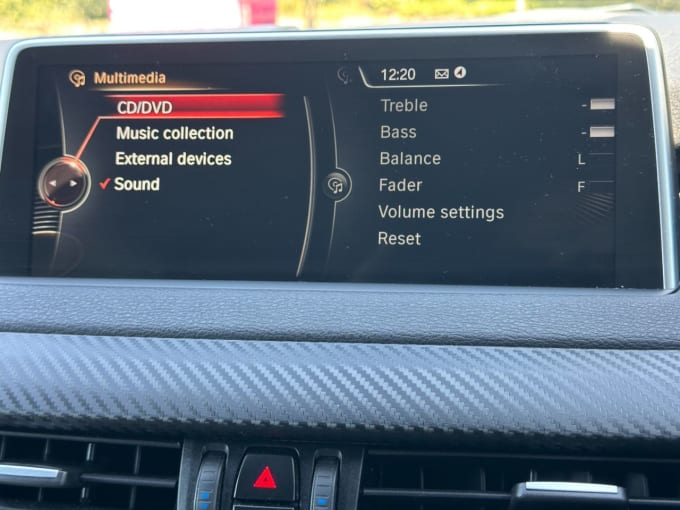 Multimedia
12:20
CD/DVD
Music collection
External devices
Sound
Treble -
Bass -
Balance L
Fader F
Volume settings
Reset